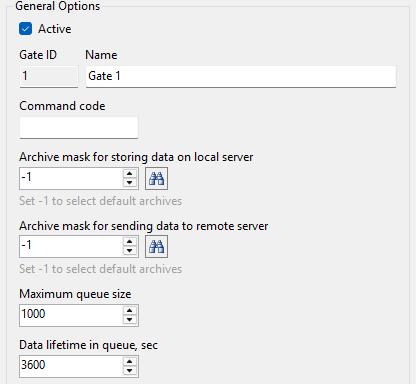 General Options
Active
Gate ID Name
1 Gate 1
Command code
Archive mask for storing data on local server
-1
Set -1 to select default archives
Archive mask for sending data to remote server
-1
Set -1 to select default archives
Maximum queue size
1000
Data lifetime in queue, sec
3600